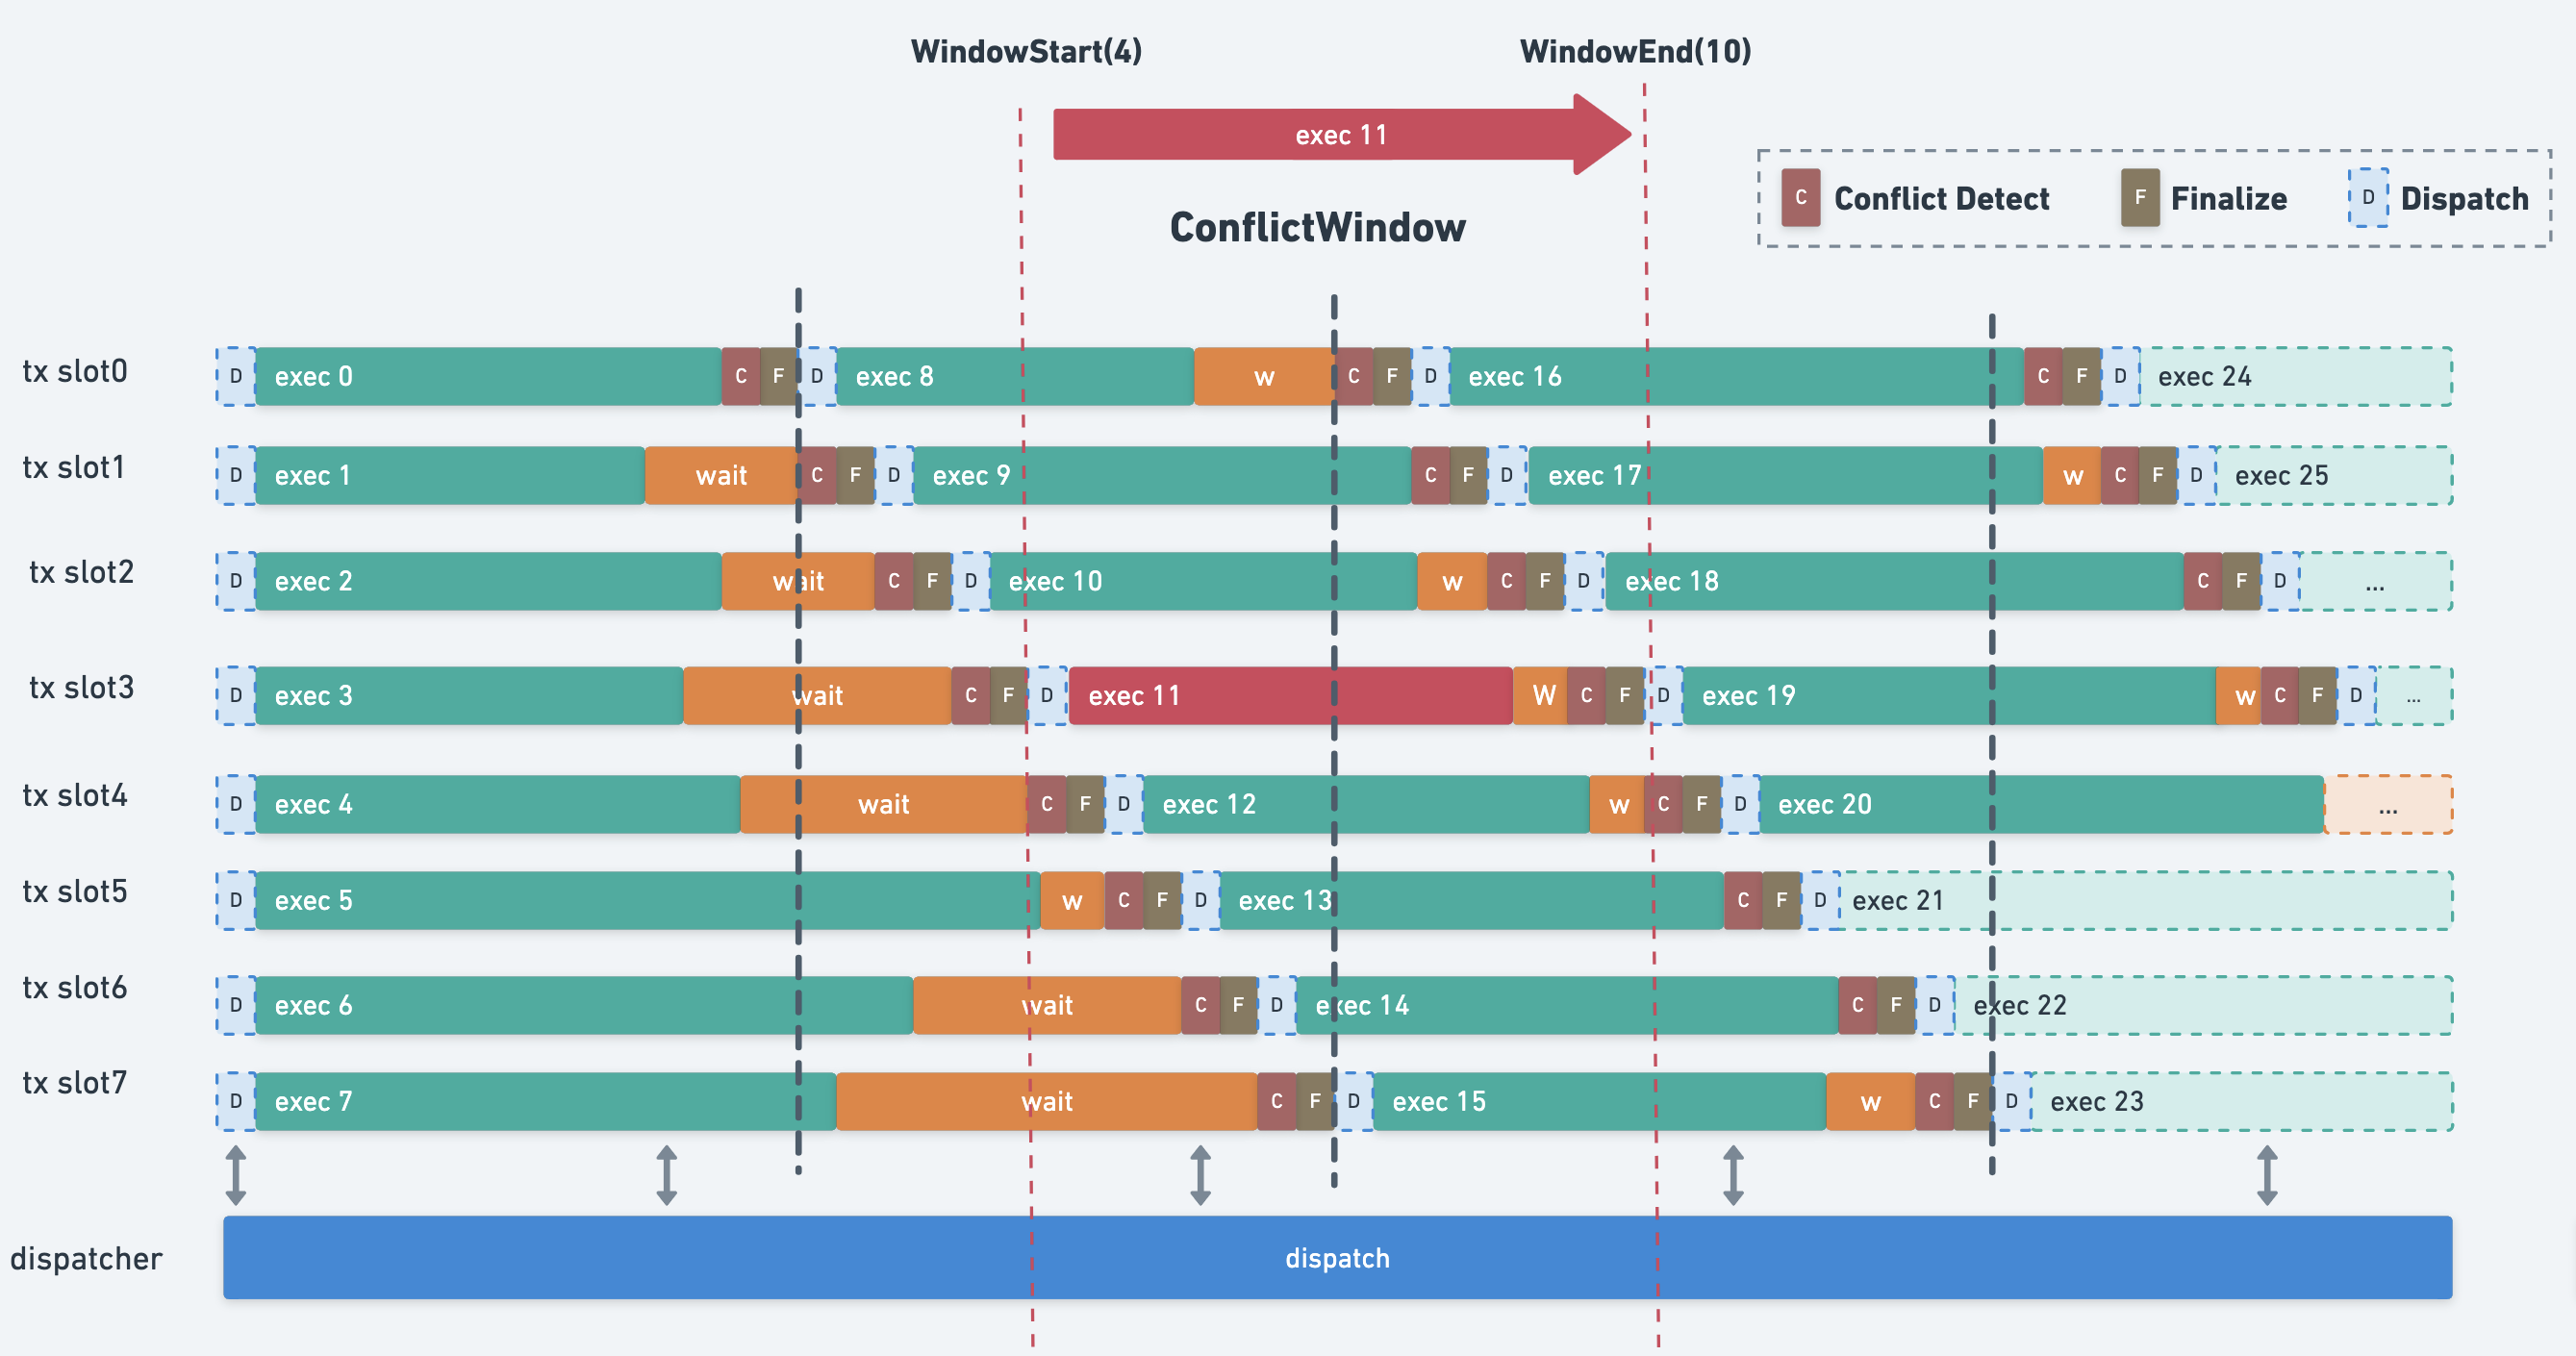 WindowStart(4) WindowEnd(10)
exec 11
C Conflict Detect F Finalize D Dispatch
ConflictWindow
tx slot0 D exec 0 C F D exec 8 w C F D exec 16 C F D exec 24
tx slot1 D exec 1 wait C F D exec 9 C F D exec 17 w C F D exec 25
tx slot2 D exec 2 wait C F D exec 10 w C F D exec 18 C F D ...
tx slot3 D exec 3 wait C F D exec 11 W C F D exec 19 w C F D ...
tx slot4 D exec 4 wait C F D exec 12 w C F D exec 20 ...
tx slot5 D exec 5 w C F D exec 13 C F D exec 21
tx slot6 D exec 6 wait C F D exec 14 C F D exec 22
tx slot7 D exec 7 wait C F D exec 15 w C F D exec 23
dispatcher dispatch